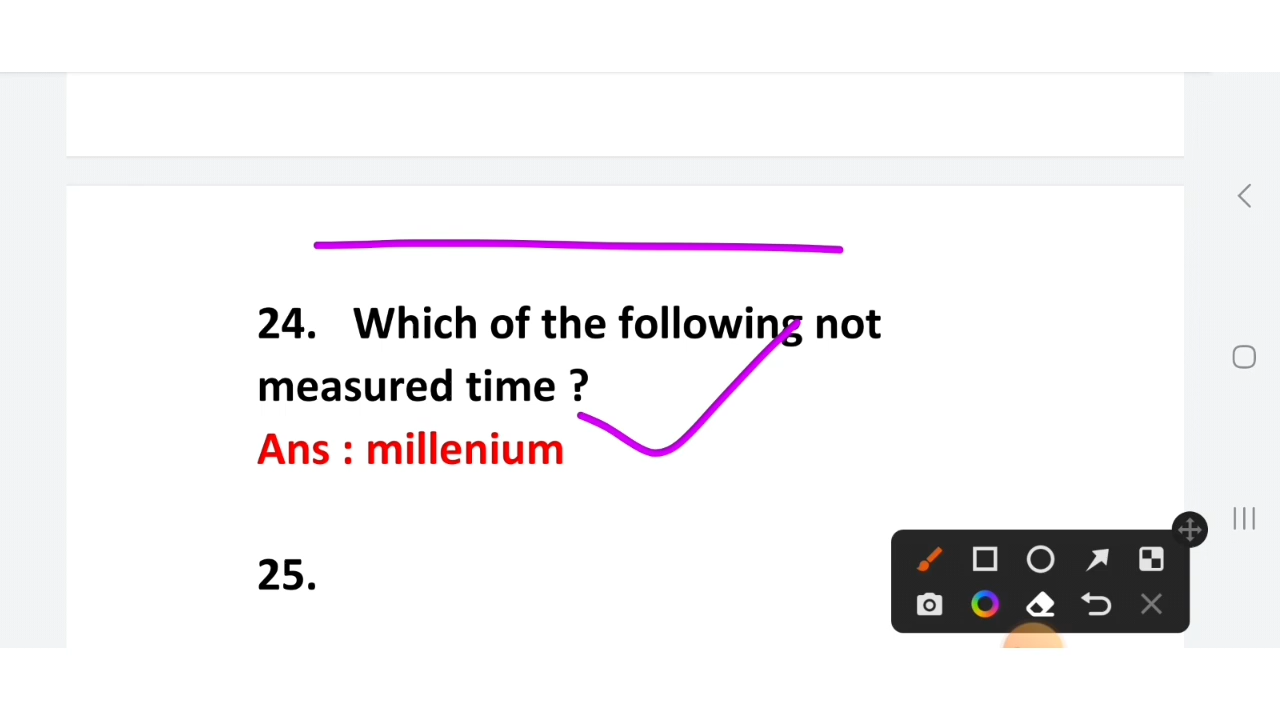 24. Which of the following not
measured time ?
Ans : millenium
25.